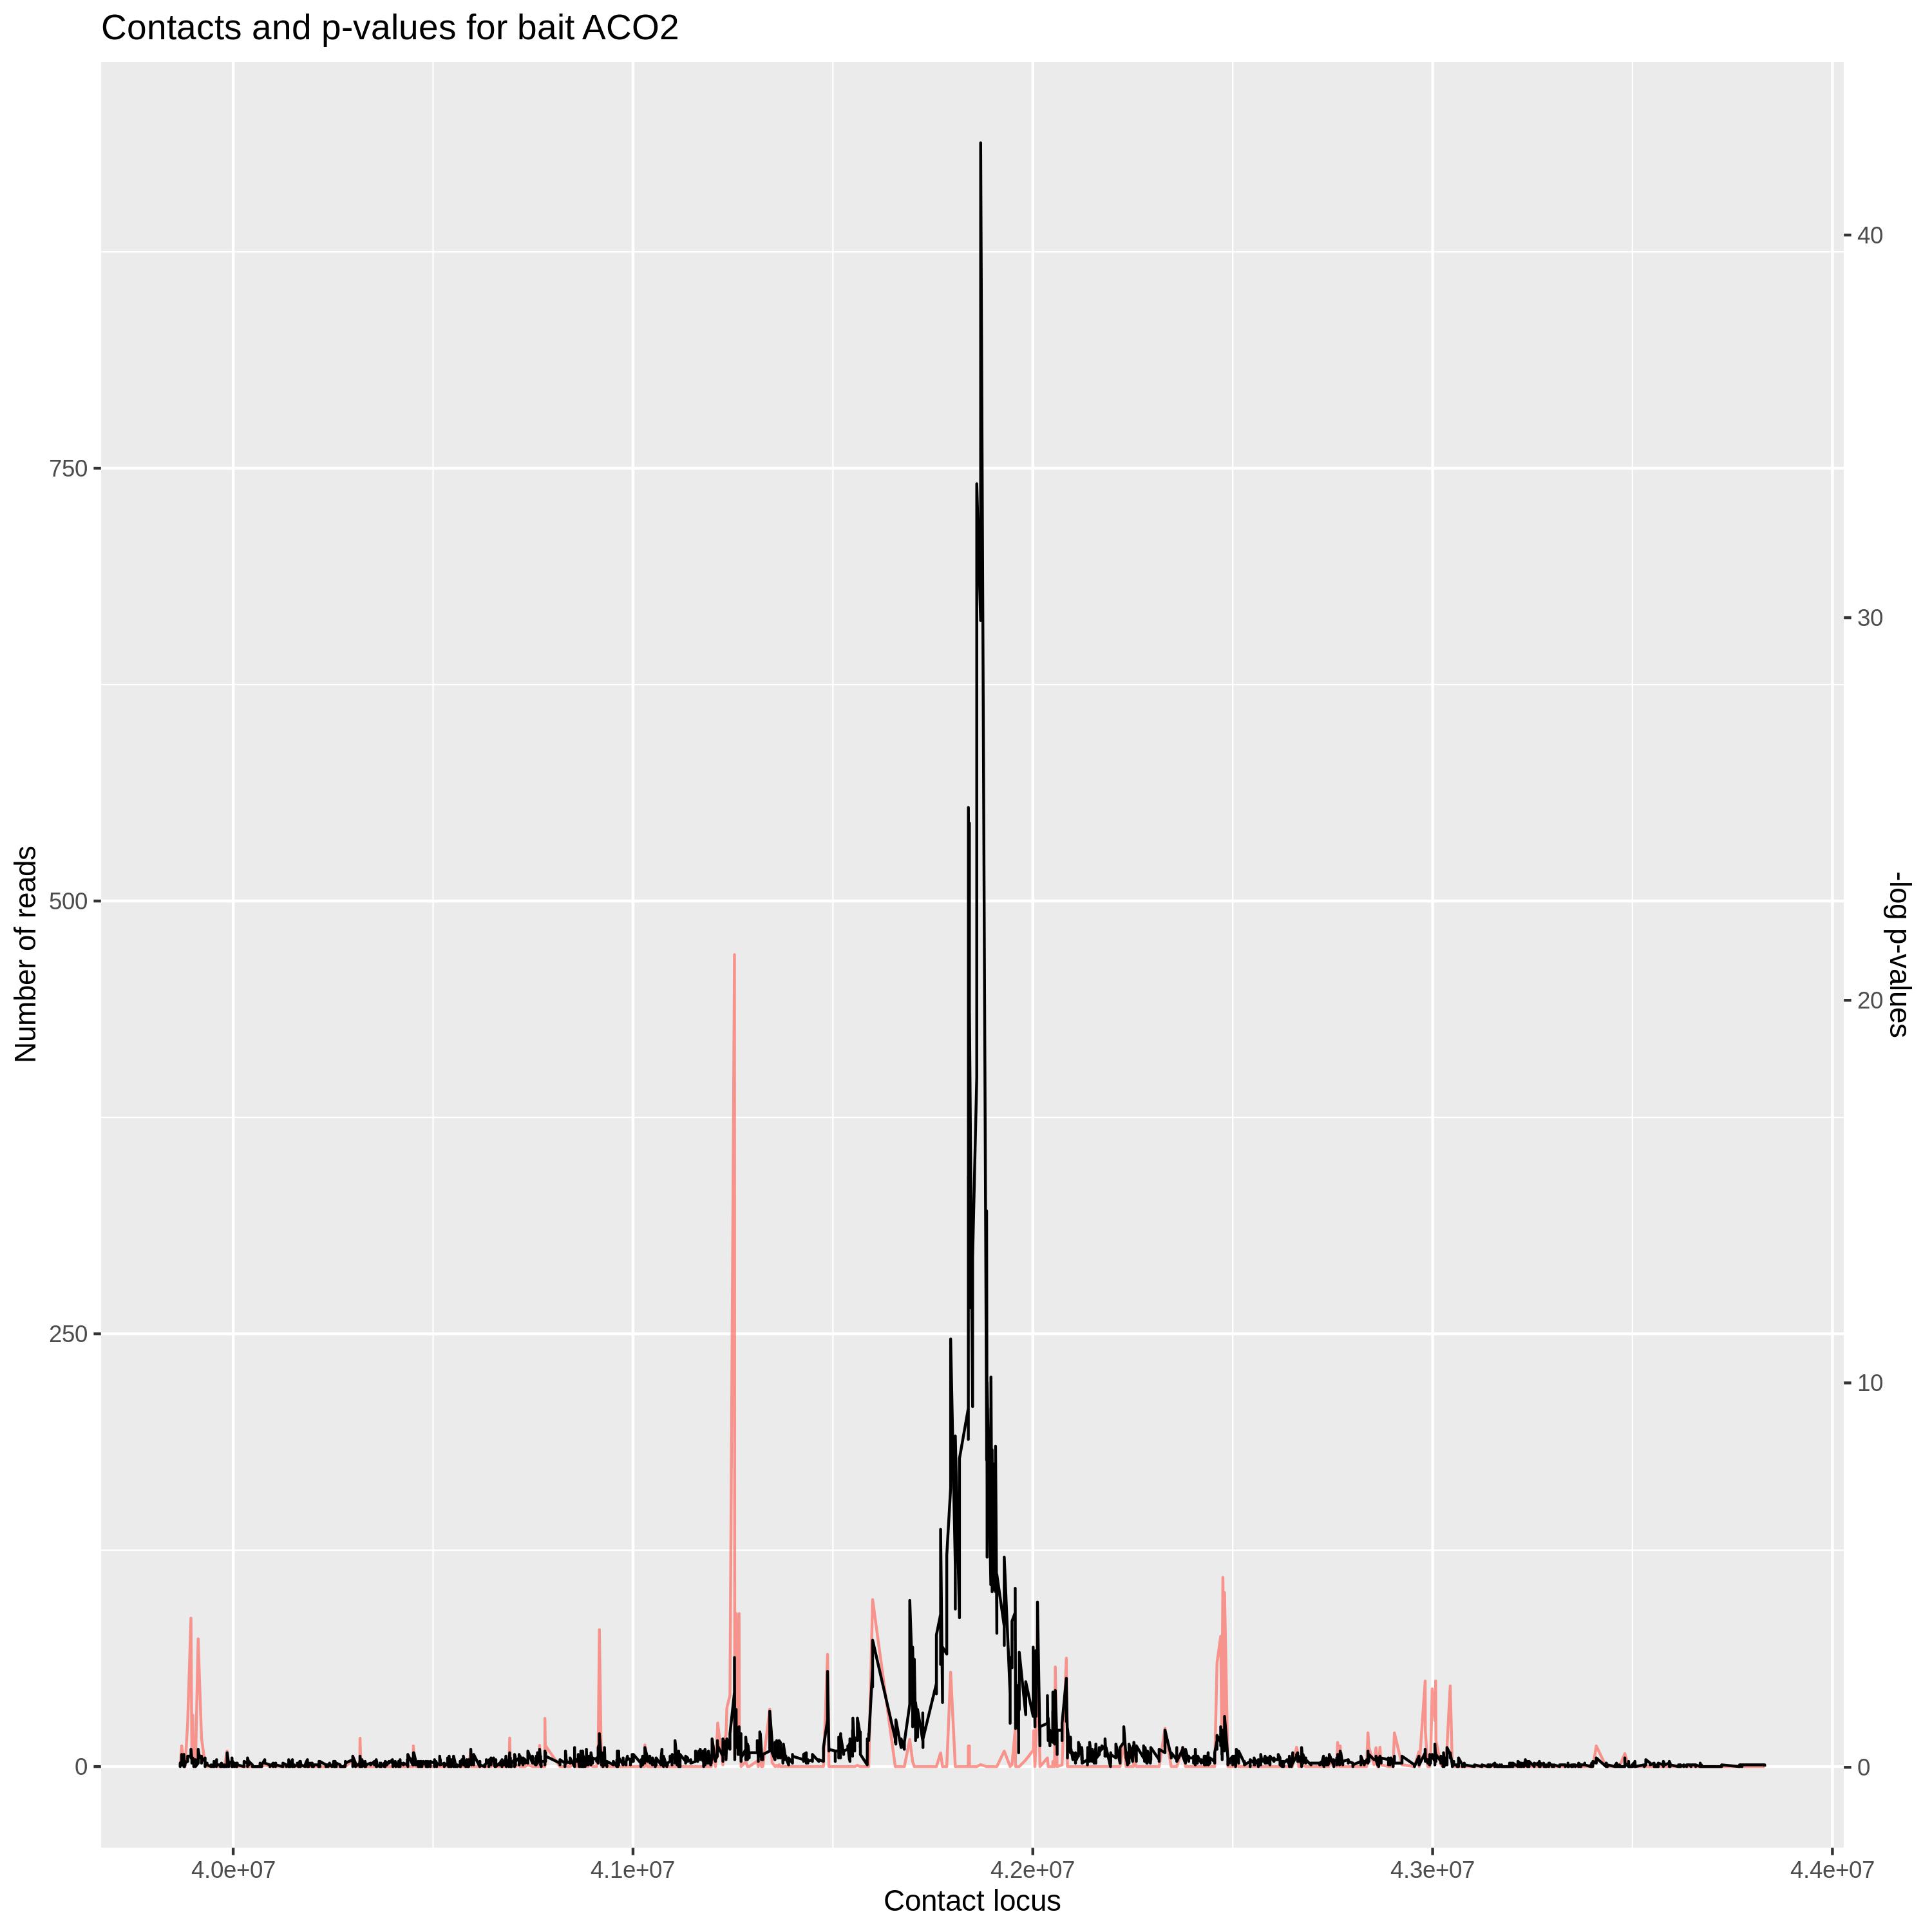 Contacts and p-values for bait ACO2
Number of reads
750
500
250
0
40
30
20
10
0
-log p-values
4.0e+07
4.1e+07
4.2e+07
4.3e+07
4.4e+07
Contact locus